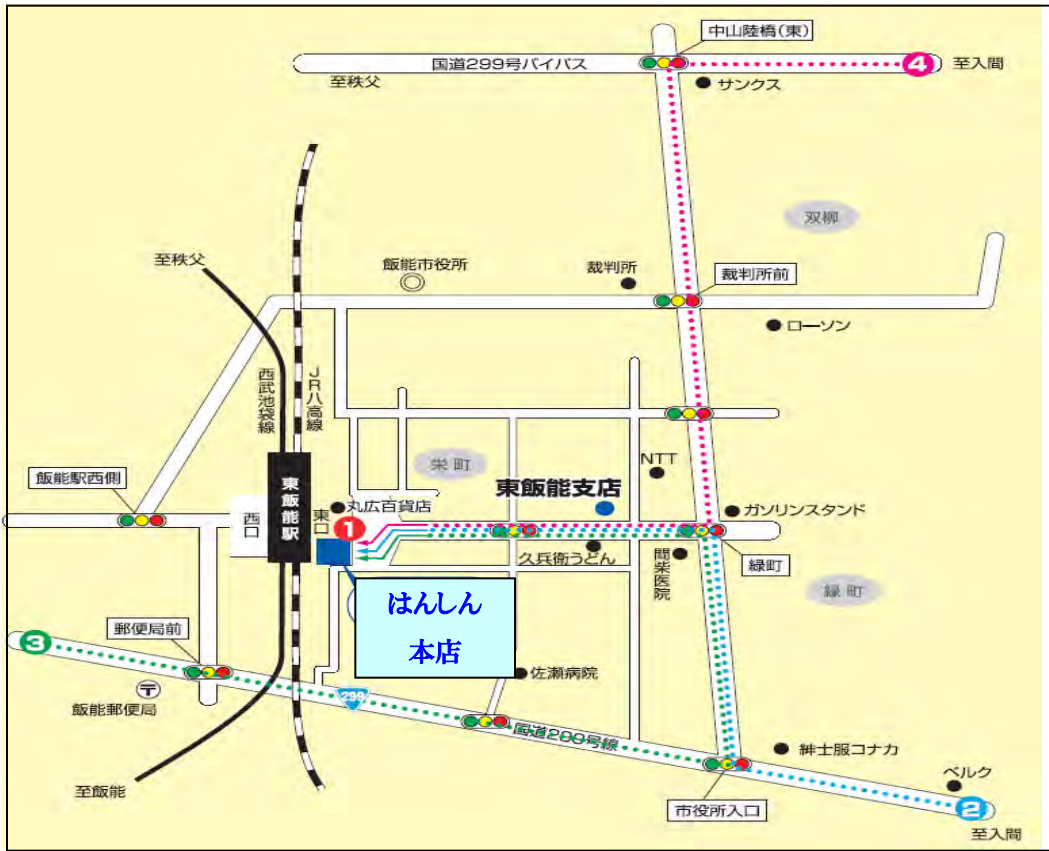 中山陸橋(東)
国道299号バイパス
4
至入間
至秩父
サンクス
双柳
至秩父
飯能市役所
裁判所
裁判所前
ローソン
西武池袋線
JR八高線
栄町
NTT
飯能駅西側
東飯能駅
西口
東口
丸広百貨店
1
東飯能支店
ガソリンスタンド
久兵衛うどん
間柴医院
緑町
緑町
はんしん
本店
3
郵便局前
飯能郵便局
299
佐瀬病院
国道299号線
紳士服コナカ
ベルク
2
市役所入口
至飯能
至入間